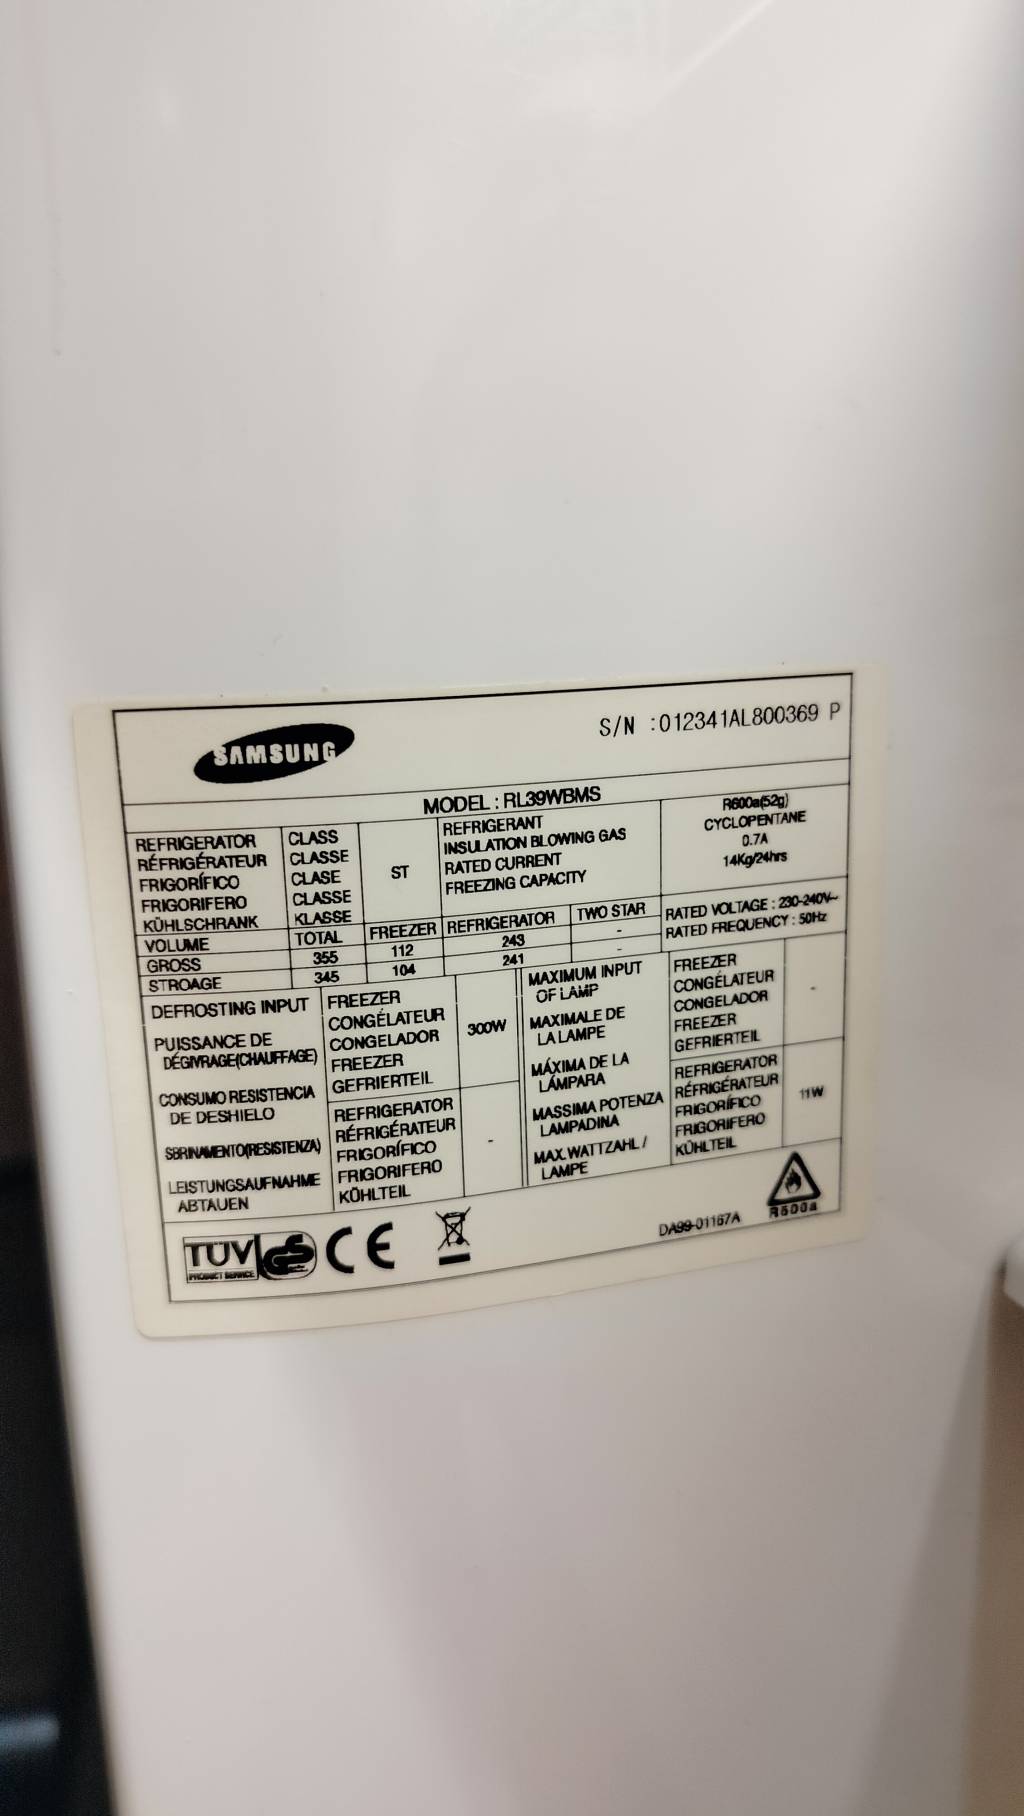 SAMSUNG
S/N :012341AL800369 P
MODEL : RL39WBMS
REFRIGERATOR
RÉFRIGÉRATEUR
FRIGORÍFICO
FRIGORIFERO
KÜHLSCHRANK
CLASS
CLASSE
CLASE
CLASSE
KLASSE
ST
REFRIGERANT
INSULATION BLOWING GAS
RATED CURRENT
FREEZING CAPACITY
R600a(52g)
CYCLOPENTANE
0.7A
14Kg/24hrs
VOLUME TOTAL FREEZER REFRIGERATOR TWO STAR
GROSS 355 112 243 -
STROAGE 345 104 241 -
RATED VOLTAGE : 230-240V~
RATED FREQUENCY : 50Hz
DEFROSTING INPUT
PUISSANCE DE
DÉGIVRAGE(CHAUFFAGE)
CONSUMO RESISTENCIA
DE DESHIELO
SBRINAMENTO(RESISTENZA)
LEISTUNGSAUFNAHME
ABTAUEN
FREEZER
CONGÉLATEUR
CONGELADOR
FREEZER
GEFRIERTEIL
300W
REFRIGERATOR
RÉFRIGÉRATEUR
FRIGORÍFICO
FRIGORIFERO
KÜHLTEIL
-
MAXIMUM INPUT
OF LAMP
MAXIMALE DE
LA LAMPE
MÁXIMA DE LA
LÁMPARA
MASSIMA POTENZA
LAMPADINA
MAX. WATTZAHL /
LAMPE
FREEZER
CONGÉLATEUR
CONGELADOR
FREEZER
GEFRIERTEIL
-
REFRIGERATOR
RÉFRIGÉRATEUR
FRIGORÍFICO
FRIGORIFERO
KÜHLTEIL
11W
TÜV
PRODUCT SERVICE
GS
CE
DA99-01167A
R600a